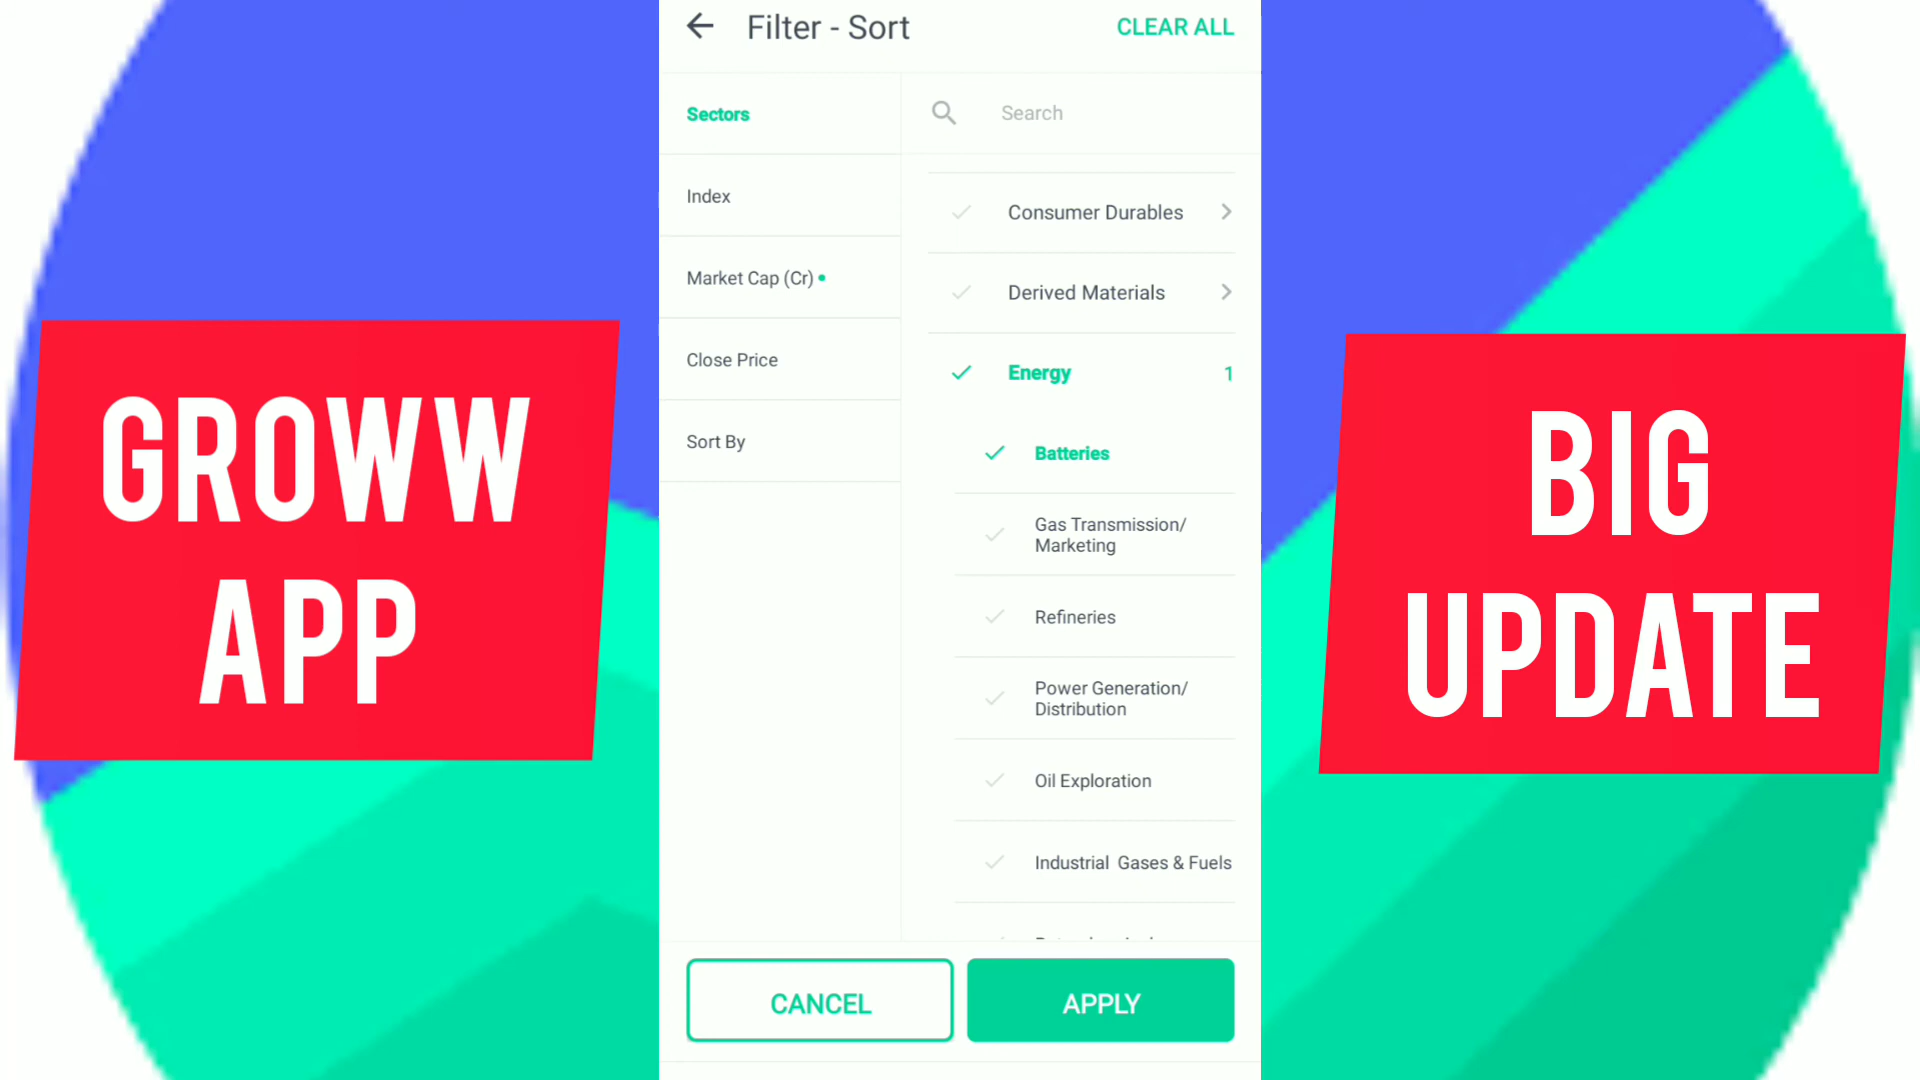 Filter - Sort
CLEAR ALL
Sectors
Search
Index
Market Cap (Cr)
Close Price
Sort By
Consumer Durables
Derived Materials
Energy 1
Batteries
Gas Transmission/
Marketing
Refineries
Power Generation/
Distribution
Oil Exploration
Industrial Gases & Fuels
CANCEL
APPLY
GROWW
APP
BIG
UPDATE